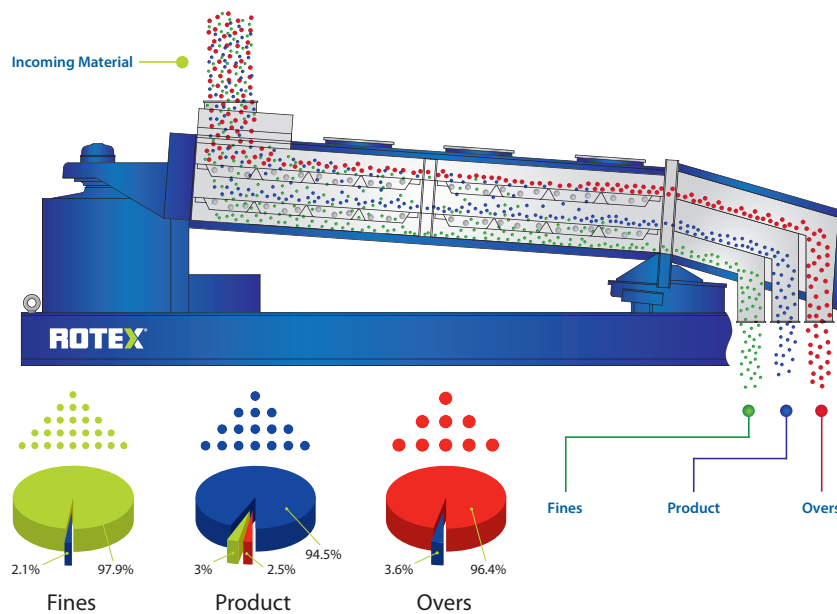 Incoming Material
ROTEX®
Fines
Product
Overs
2.1%
97.9%
3%
2.5%
94.5%
3.6%
96.4%
Fines
Product
Overs